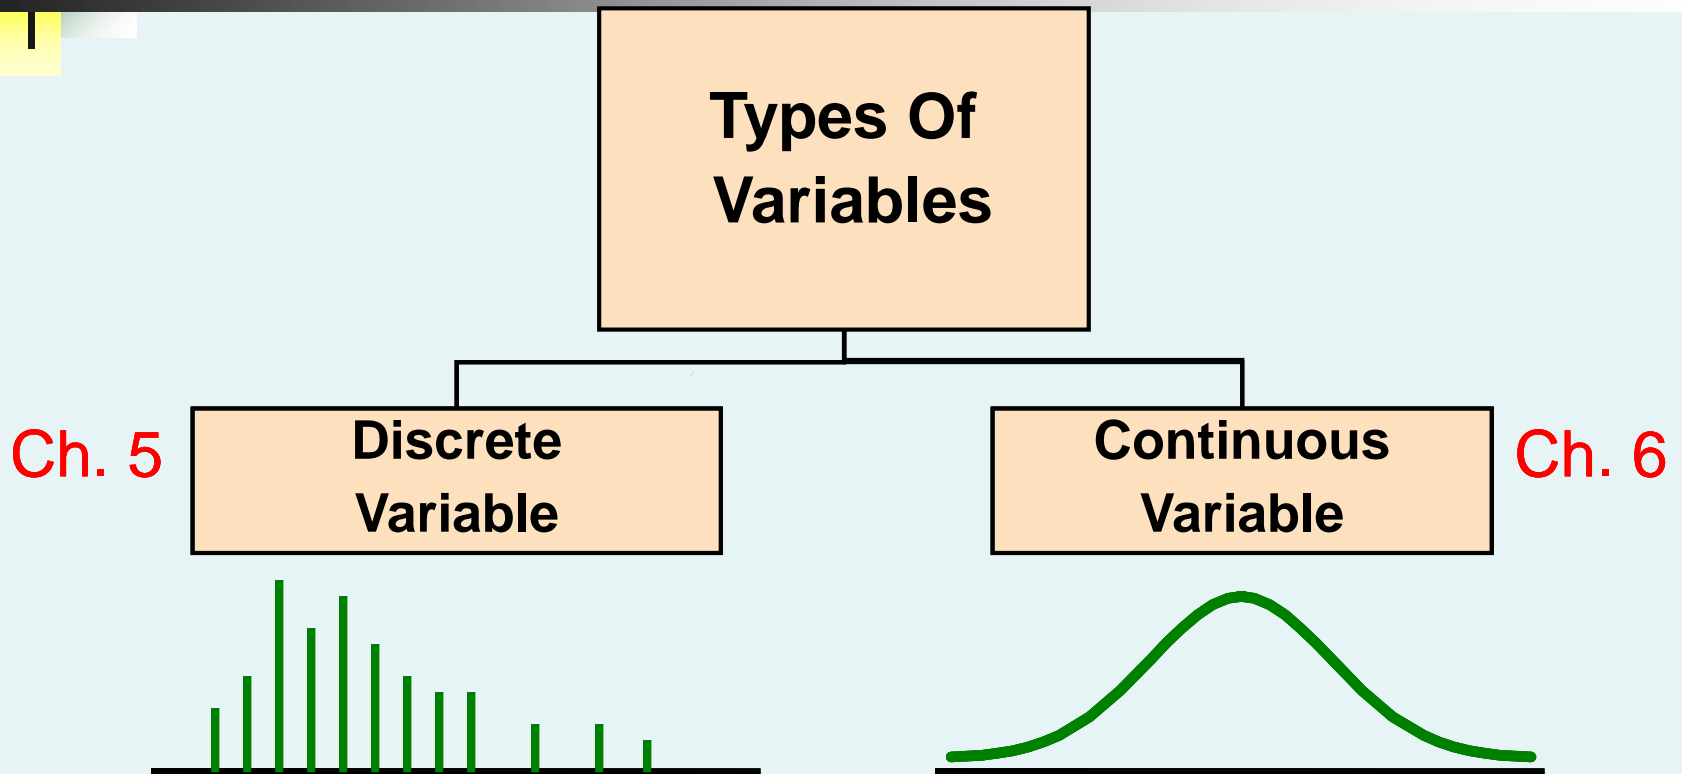 Types Of
Variables
Ch. 5
Discrete
Variable
Continuous
Variable
Ch. 6